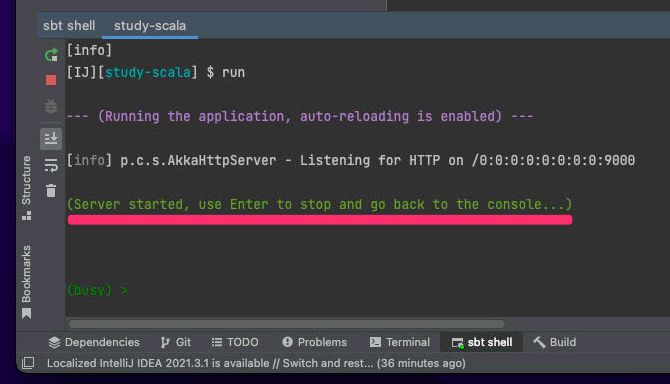 sbt shell study-scala
[info]
[IJ][study-scala] $ run
--- (Running the application, auto-reloading is enabled) ---
[info] p.c.s.AkkaHttpServer - Listening for HTTP on /0:0:0:0:0:0:0:0:9000
(Server started, use Enter to stop and go back to the console...)
(busy) >
Structure
Bookmarks
Dependencies Git TODO Problems Terminal sbt shell Build
Localized IntelliJ IDEA 2021.3.1 is available // Switch and rest... (36 minutes ago)